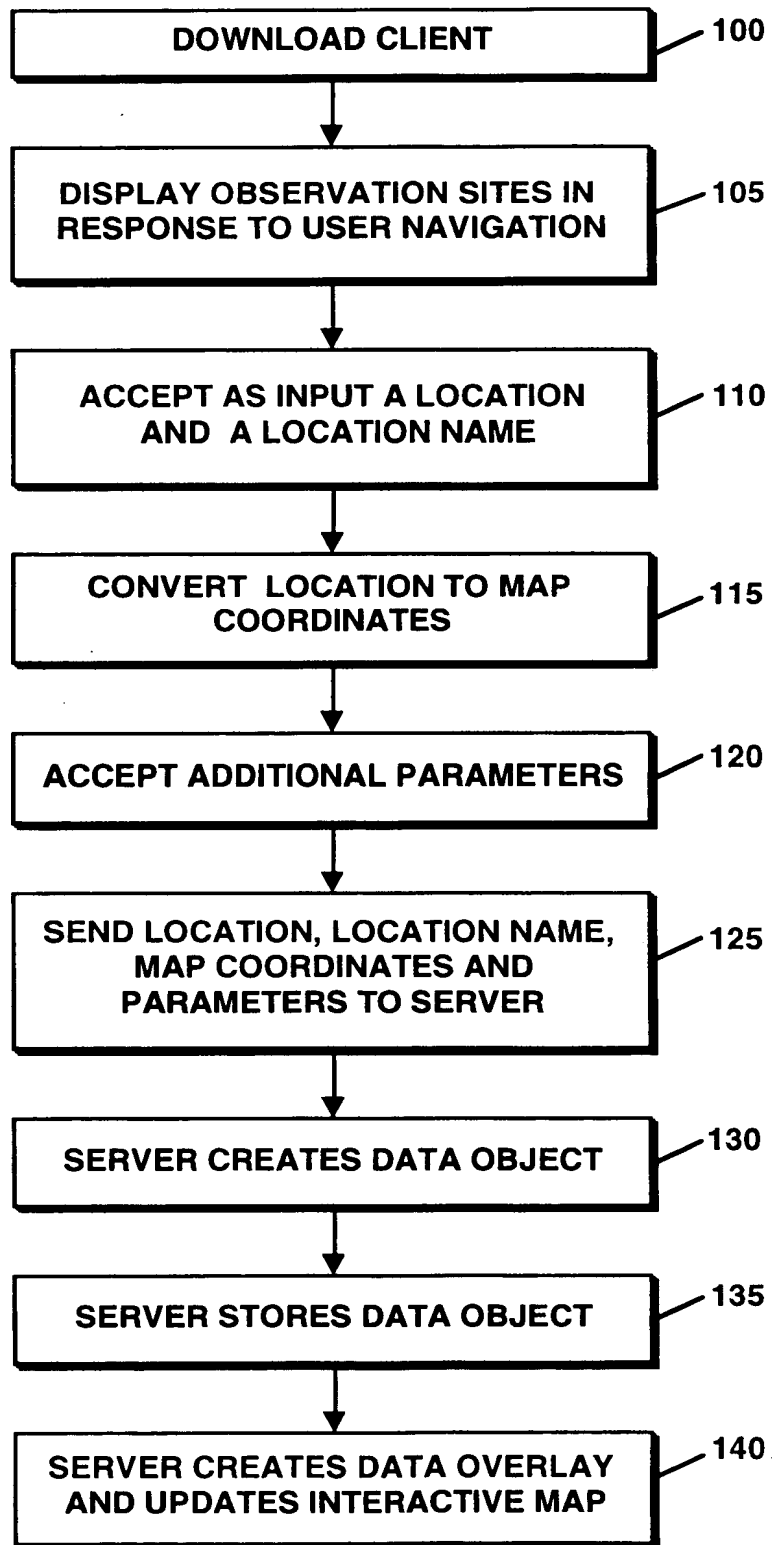 DOWNLOAD CLIENT
100
DISPLAY OBSERVATION SITES IN
RESPONSE TO USER NAVIGATION
105
ACCEPT AS INPUT A LOCATION
AND A LOCATION NAME
110
CONVERT LOCATION TO MAP
COORDINATES
115
ACCEPT ADDITIONAL PARAMETERS
120
SEND LOCATION, LOCATION NAME,
MAP COORDINATES AND
PARAMETERS TO SERVER
125
SERVER CREATES DATA OBJECT
130
SERVER STORES DATA OBJECT
135
SERVER CREATES DATA OVERLAY
AND UPDATES INTERACTIVE MAP
140